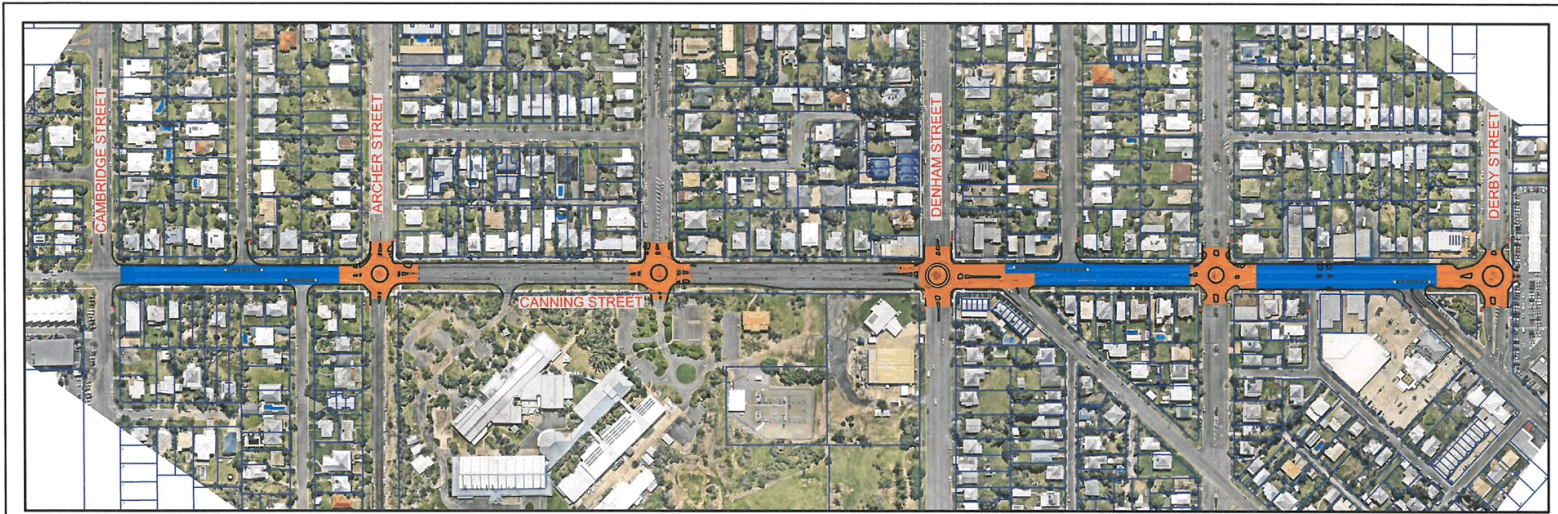 CAMBRIDGE STREET
ARCHER STREET
CANNING STREET
DENHAM STREET
DERBY STREET